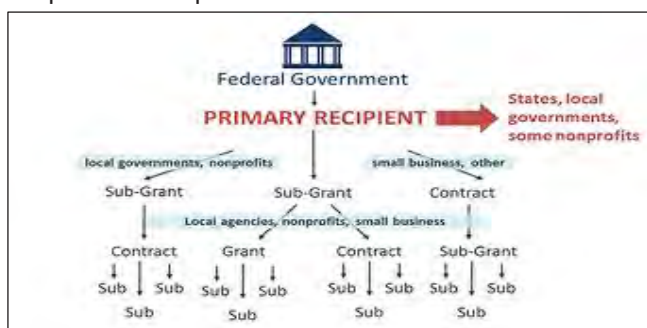 Federal Government
PRIMARY RECIPIENT
States, local
governments,
some nonprofits
local governments, nonprofits
small business, other
Sub-Grant
Sub-Grant
Contract
Local agencies, nonprofits, small business
Contract
Grant
Contract
Sub-Grant
Sub
Sub
Sub
Sub
Sub
Sub
Sub
Sub
Sub
Sub
Sub
Sub